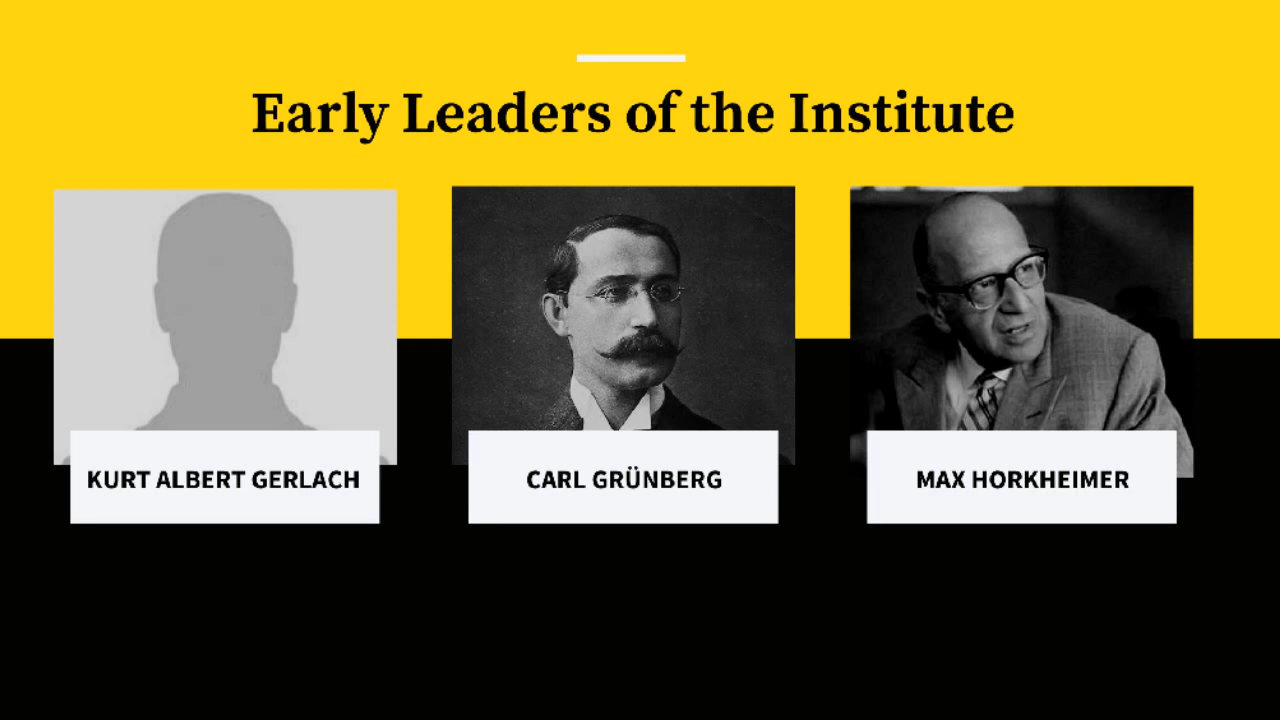 Early Leaders of the Institute
KURT ALBERT GERLACH
CARL GRÜNBERG
MAX HORKHEIMER